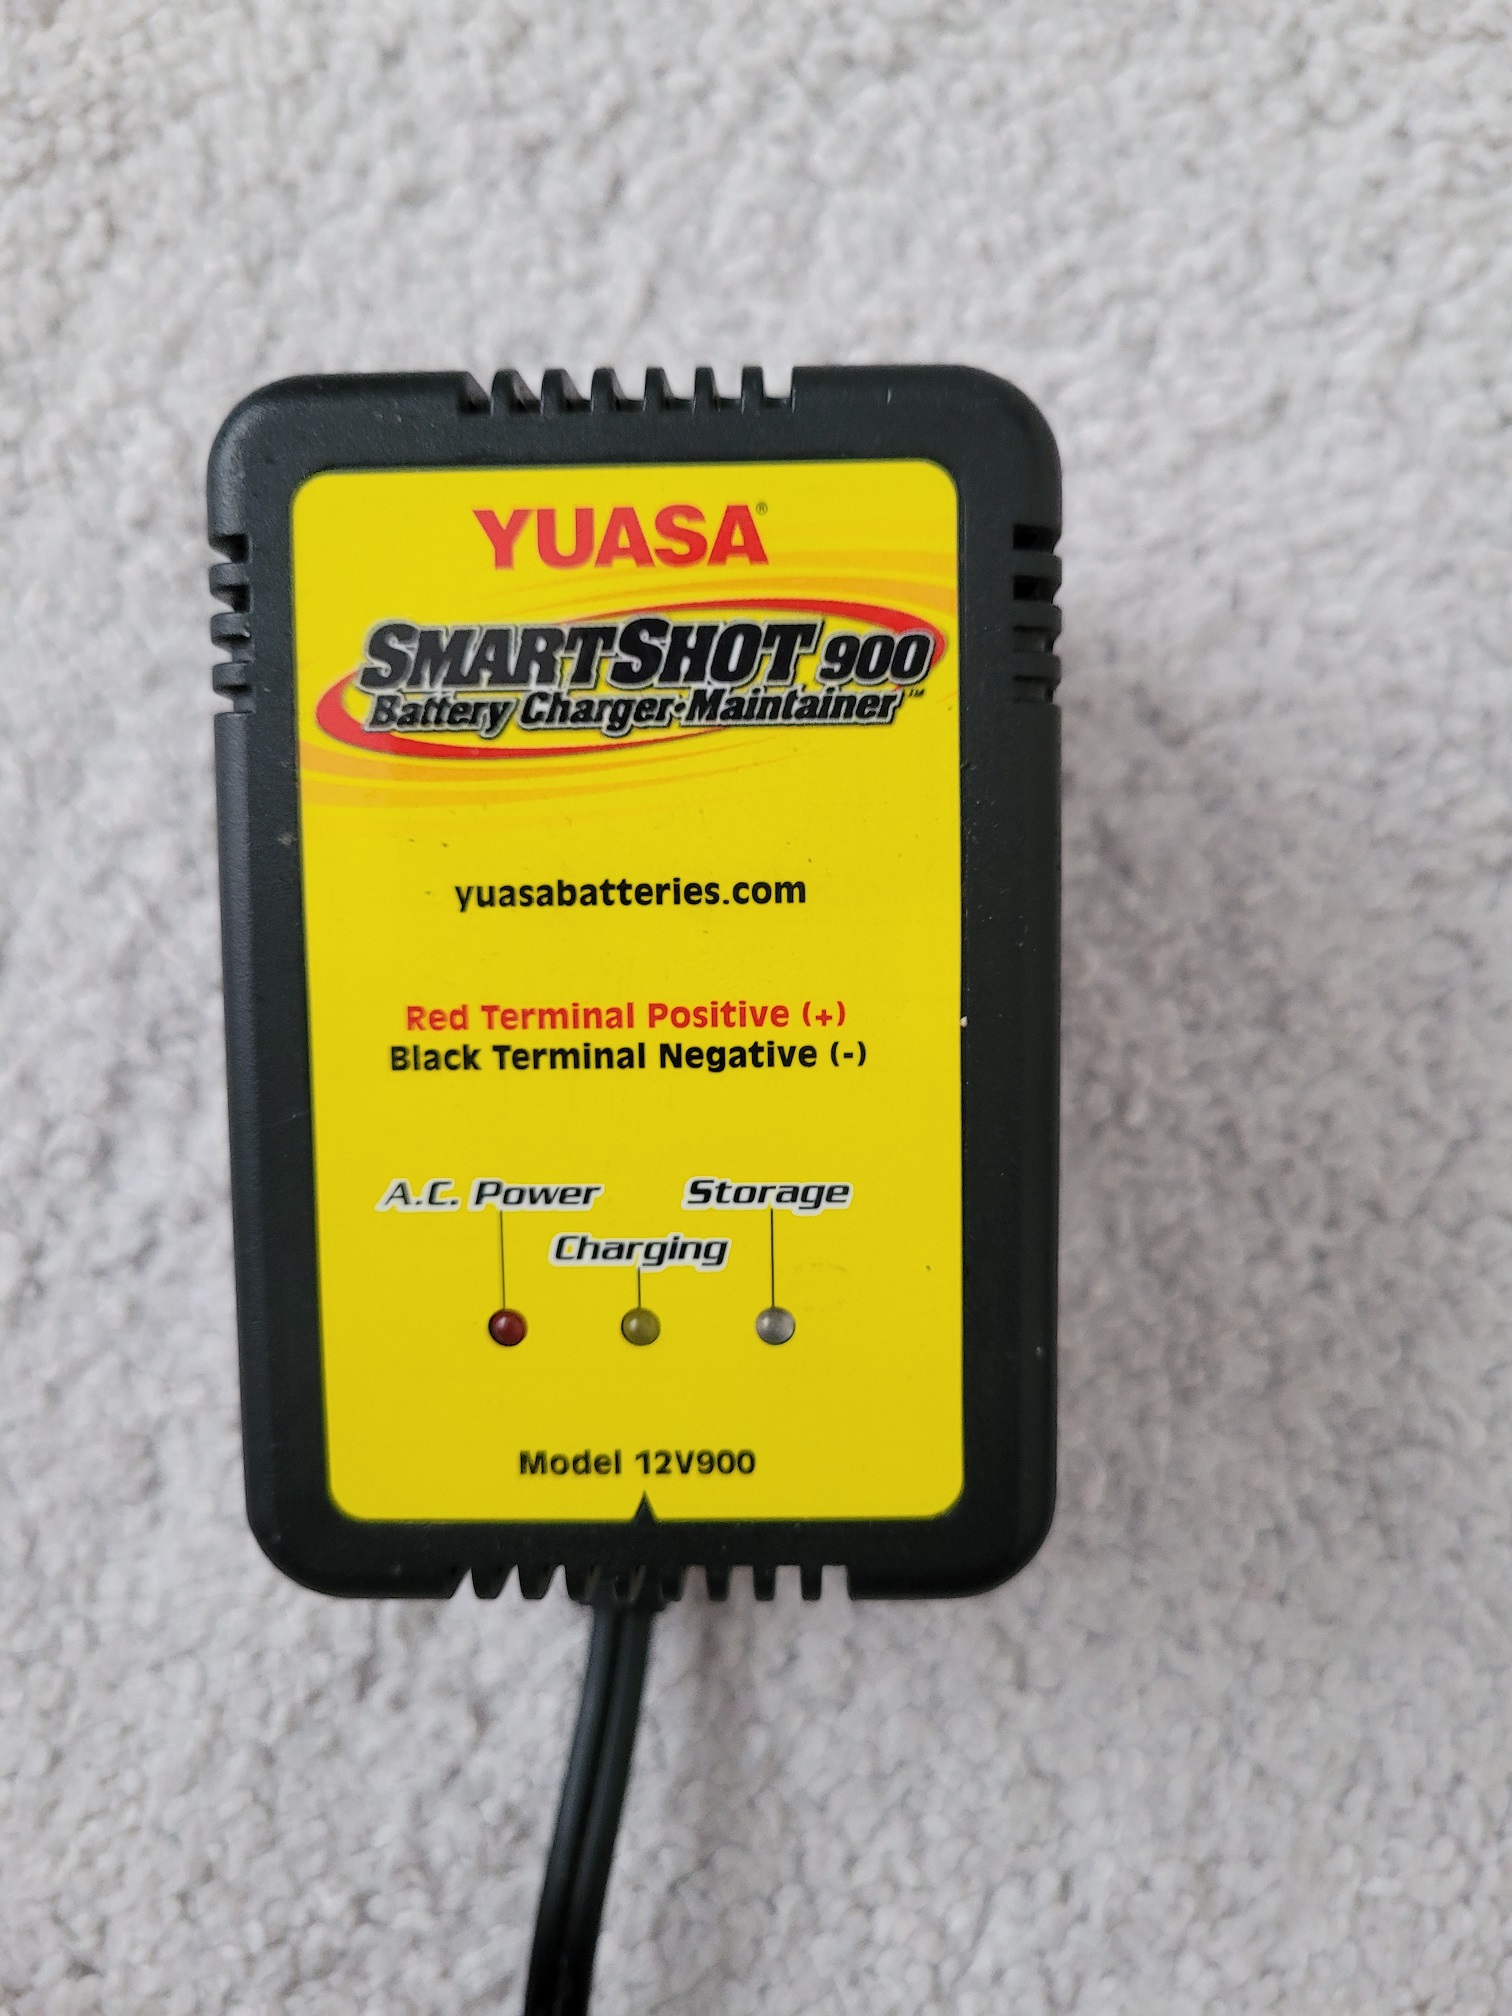 YUASA®
SMARTSHOT 900
Battery Charger•Maintainer™
yuasabatteries.com
Red Terminal Positive (+)
Black Terminal Negative (-)
A.C. Power
Storage
Charging
Model 12V900